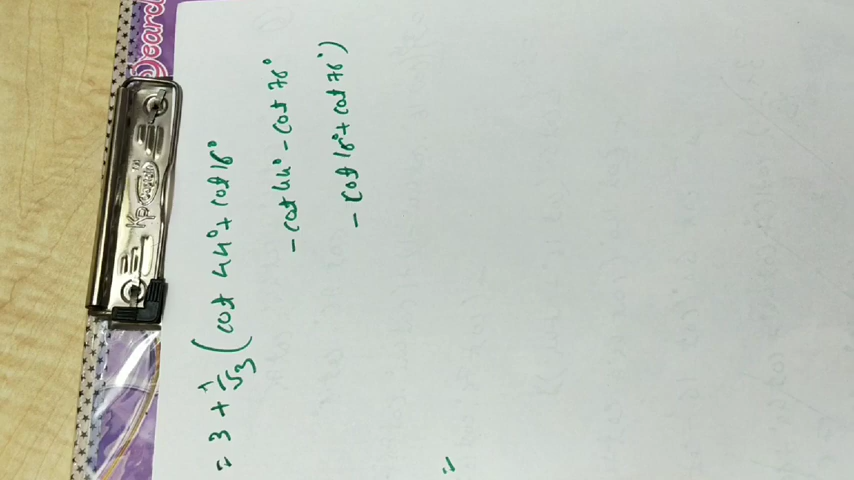 = 3 + 1/√3 (cot 44° + cot 16°
- cot 44° - cot 76°
- cot 16° + cot 76°)
=